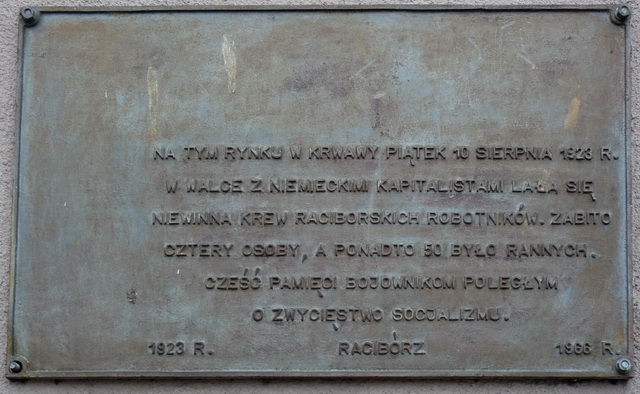 NA TYM RYNKU W KRWAWY PIĄTEK 10 SIERPNIA 1923 R.
W WALCE Z NIEMIECKIMI KAPITALISTAMI LAŁA SIĘ
NIEWINNA KREW RACIBORSKICH ROBOTNIKÓW. ZABITO
CZTERY OSOBY, A PONADTO 50 BYŁO RANNYCH.
CZEŚĆ PAMIĘCI BOJOWNIKOM POLEGŁYM
O ZWYCIĘSTWO SOCJALIZMU.
1923 R. RACIBÓRZ 1966 R.